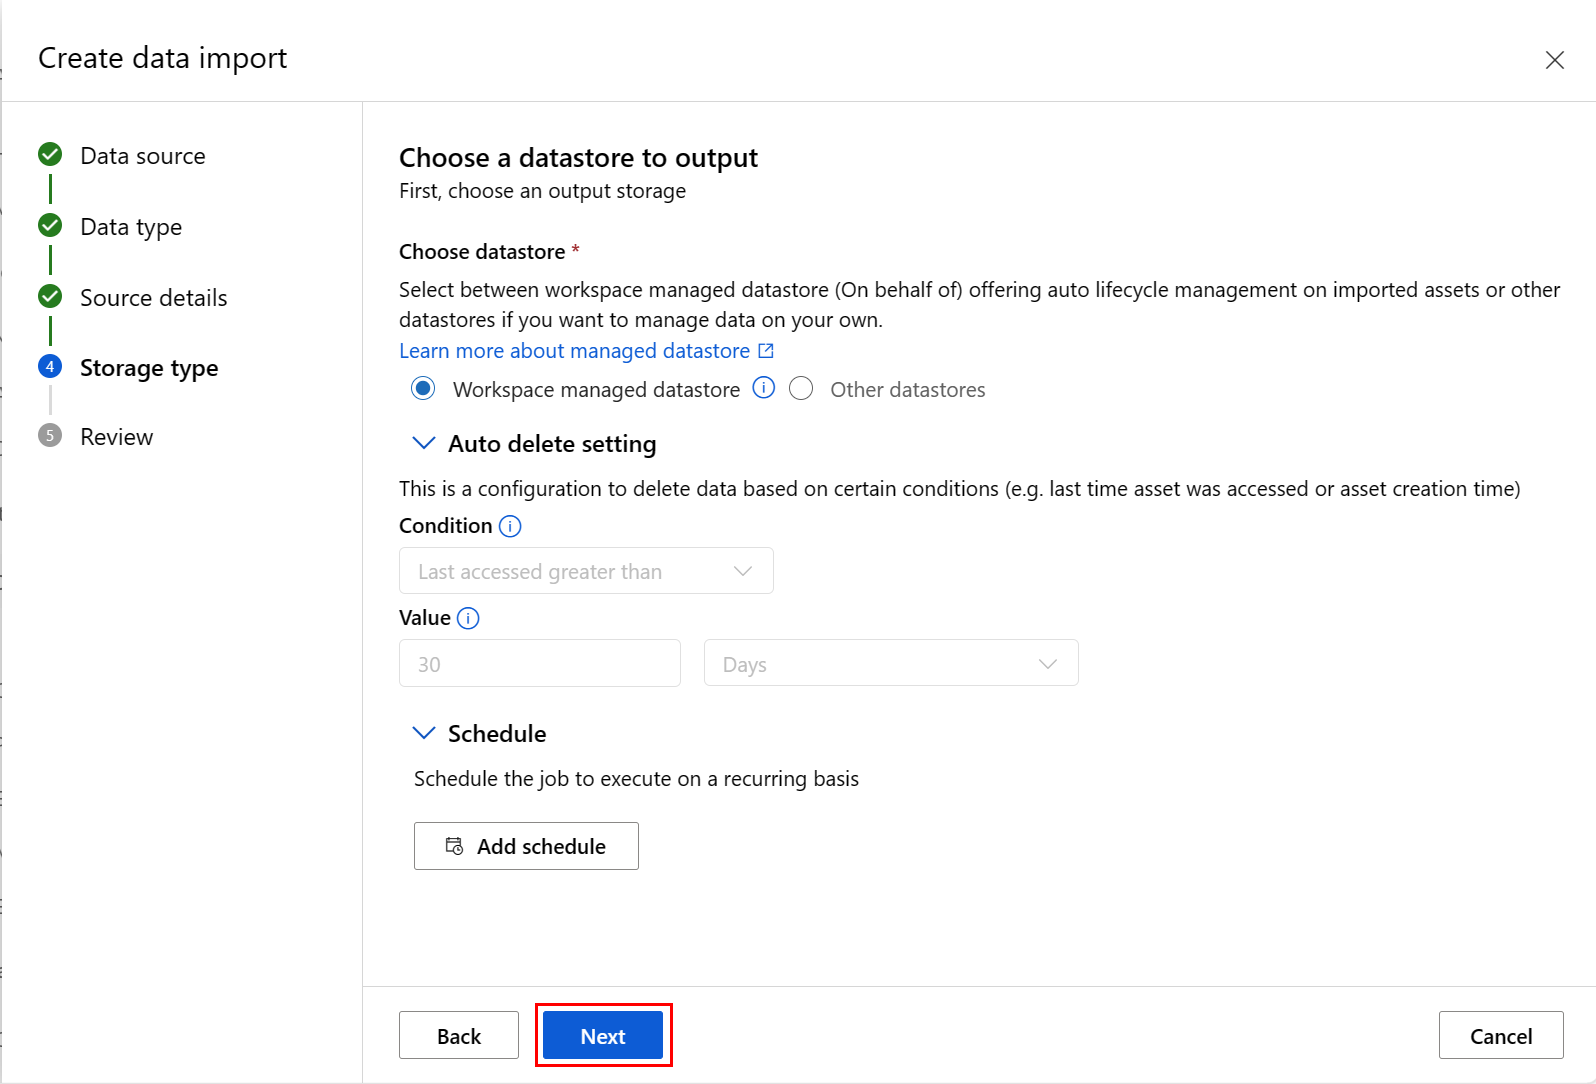 Create data import
Data source
Data type
Source details
4 Storage type
5 Review
Choose a datastore to output
First, choose an output storage
Choose datastore *
Select between workspace managed datastore (On behalf of) offering auto lifecycle management on imported assets or other
datastores if you want to manage data on your own.
Learn more about managed datastore
Workspace managed datastore Other datastores
Auto delete setting
This is a configuration to delete data based on certain conditions (e.g. last time asset was accessed or asset creation time)
Condition
Last accessed greater than
Value
30 Days
Schedule
Schedule the job to execute on a recurring basis
Add schedule
Back Next Cancel